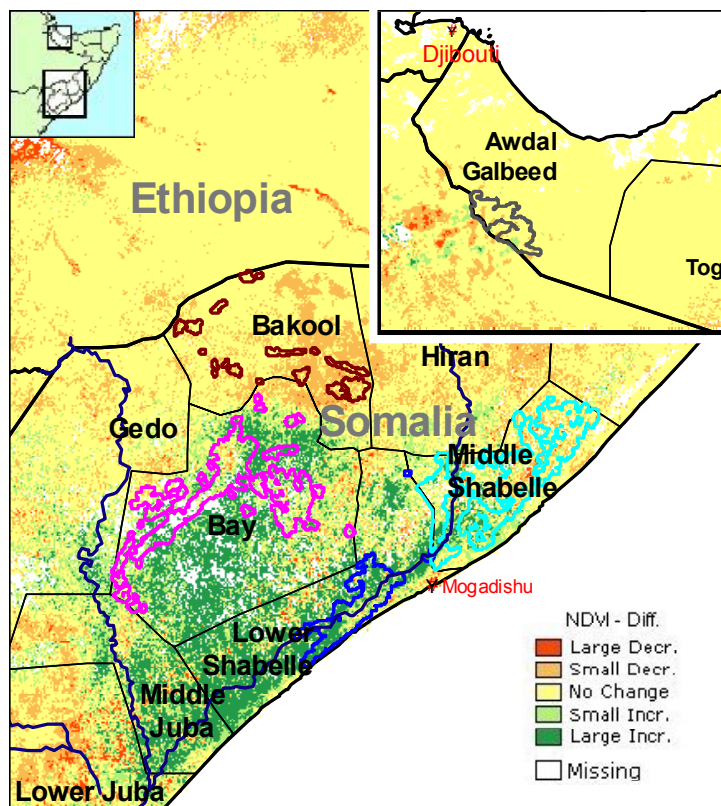 Djibouti
Awdal
Galbeed
Tog
Ethiopia
Bakool
Hiran
Somalia
Gedo
Middle
Shabelle
Bay
Mogadishu
Lower
Shabelle
Middle
Juba
Lower Juba
NDVI - Diff.
Large Decr.
Small Decr.
No Change
Small Incr.
Large Incr.
Missing